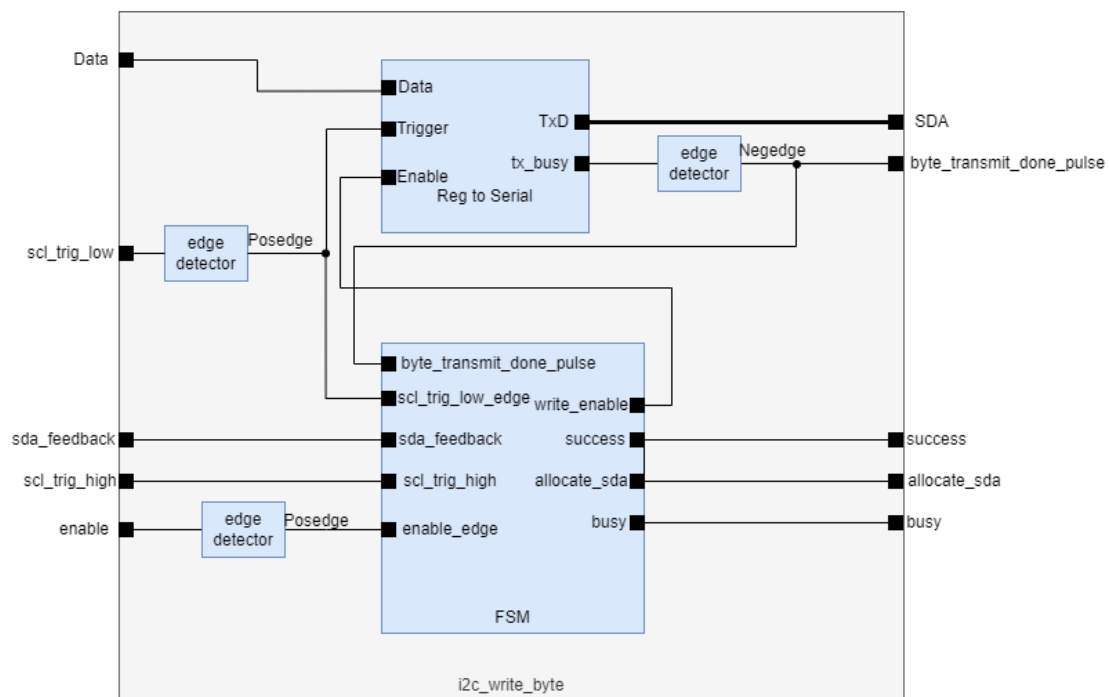 Data
Data
Trigger
TxD
SDA
tx_busy
edge
detector
Negedge
byte_transmit_done_pulse
Enable
Reg to Serial
scl_trig_low
edge
detector
Posedge
byte_transmit_done_pulse
scl_trig_low_edge
write_enable
sda_feedback
sda_feedback
success
success
scl_trig_high
scl_trig_high
allocate_sda
allocate_sda
enable
edge
detector
Posedge
enable_edge
busy
busy
FSM
i2c_write_byte